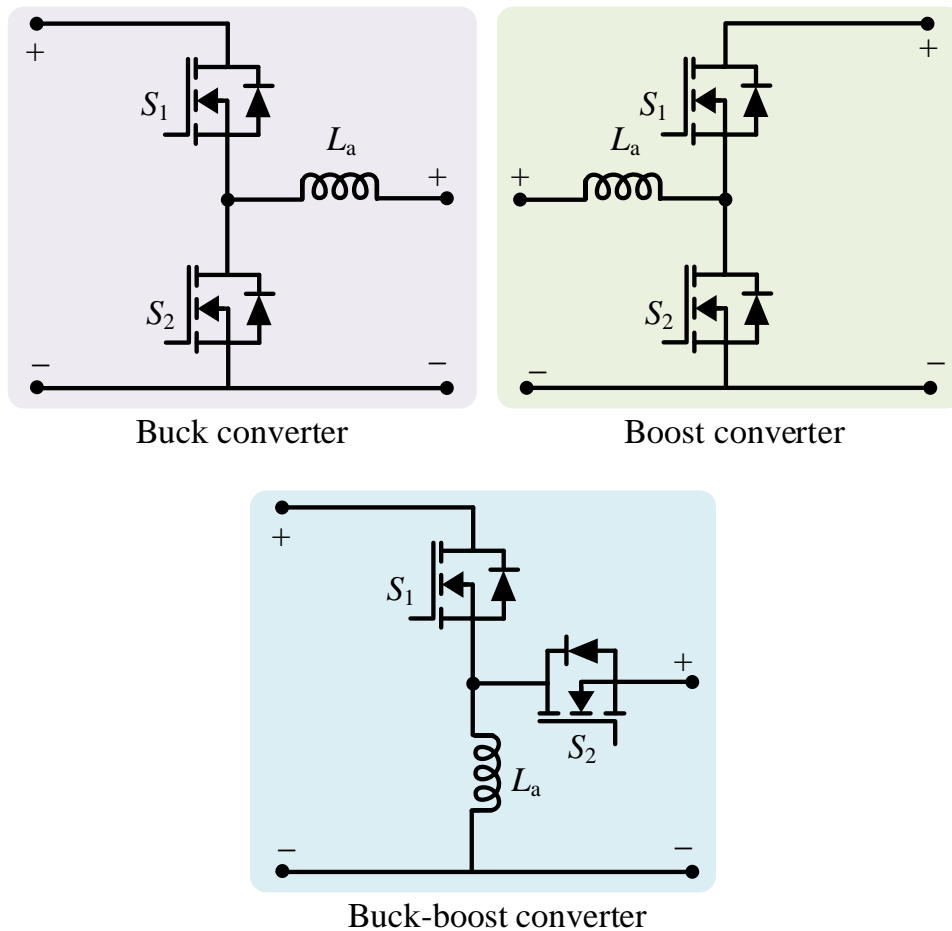 +
S1
La
+
S2
−
−
Buck converter
+
S1
La
+
S2
−
−
Boost converter
+
S1
+
S2
La
−
−
Buck-boost converter